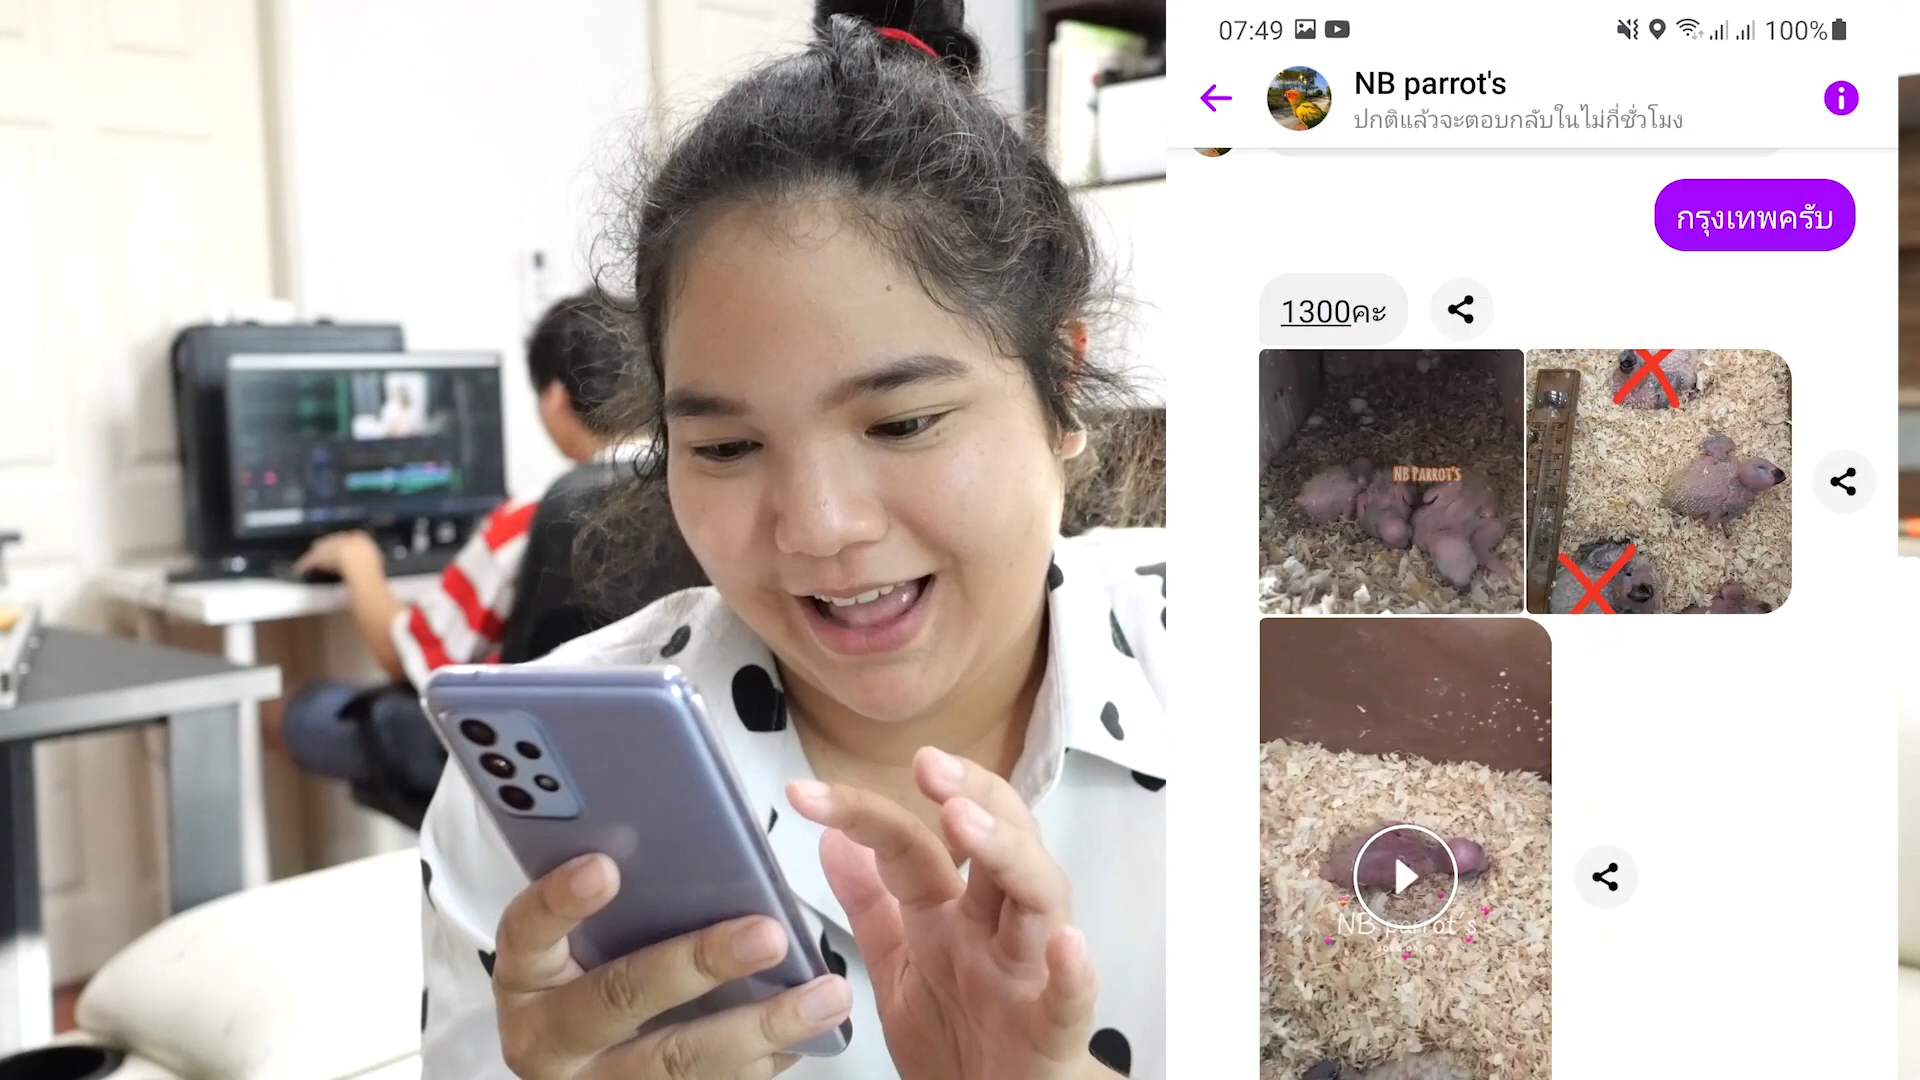 07:49 100%
NB parrot's
ปกติแล้วจะตอบกลับในไม่กี่ชั่วโมง
กรุงเทพครับ
1300คะ
NB PARROT'S
NB parrot's